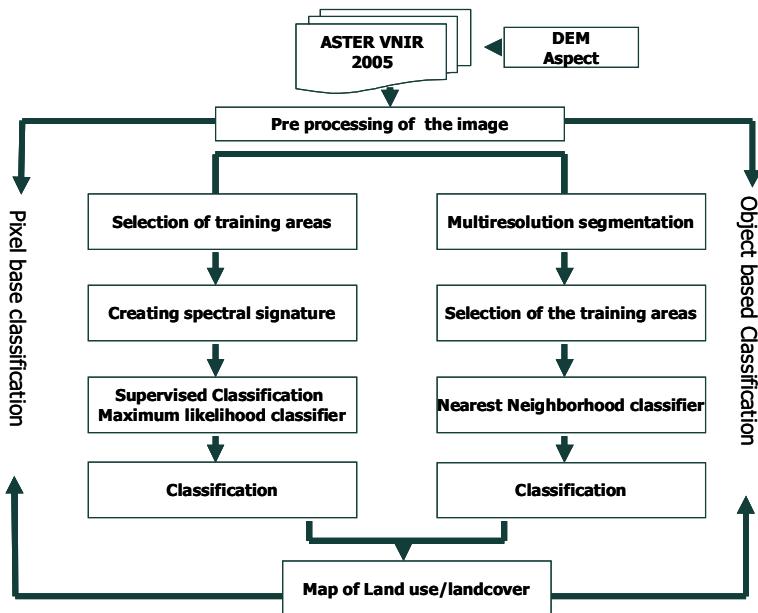 ASTER VNIR
2005
DEM
Aspect
Pre processing of  the image
Pixel base classification
Selection of training areas
Creating spectral signature
Supervised Classification
Maximum likelihood classifier
Classification
Multiresolution segmentation
Selection of the training areas
Nearest Neighborhood classifier
Classification
Object based Classification
Map of Land use/landcover